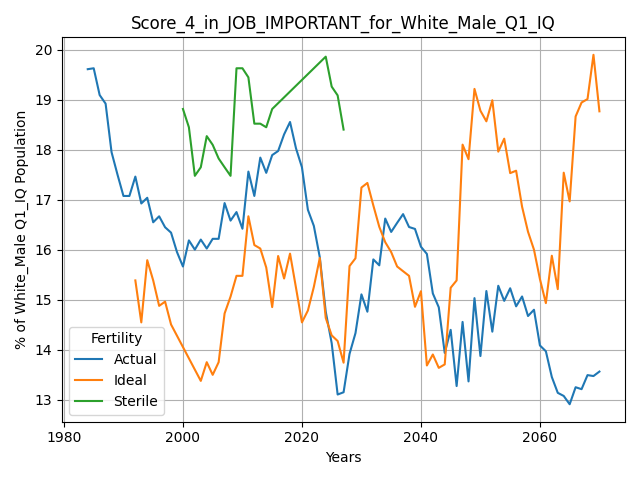 Score_4_in_JOB_IMPORTANT_for_White_Male_Q1_IQ
% of White_Male Q1_IQ Population
20
19
18
17
16
15
14
13
Fertility
Actual
Ideal
Sterile
1980
2000
2020
2040
2060
Years